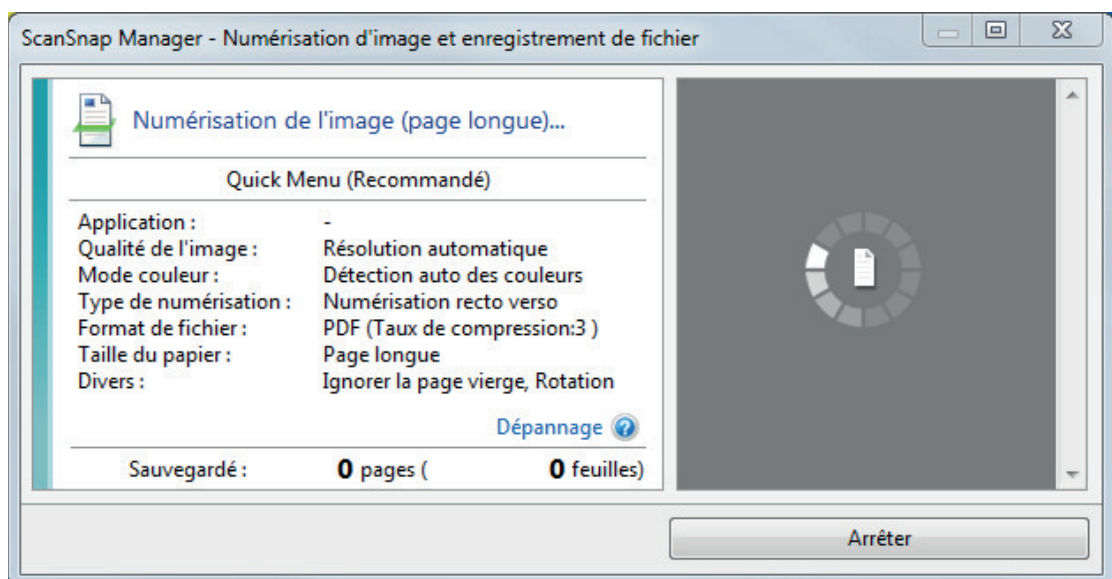 ScanSnap Manager - Numérisation d'image et enregistrement de fichier
Numérisation de l'image (page longue)...
Quick Menu (Recommandé)
Application : -
Qualité de l'image : Résolution automatique
Mode couleur : Détection auto des couleurs
Type de numérisation : Numérisation recto verso
Format de fichier : PDF (Taux de compression:3 )
Taille du papier : Page longue
Divers : Ignorer la page vierge, Rotation
Dépannage ?
Sauvegardé : 0 pages ( 0 feuilles)
Arrêter